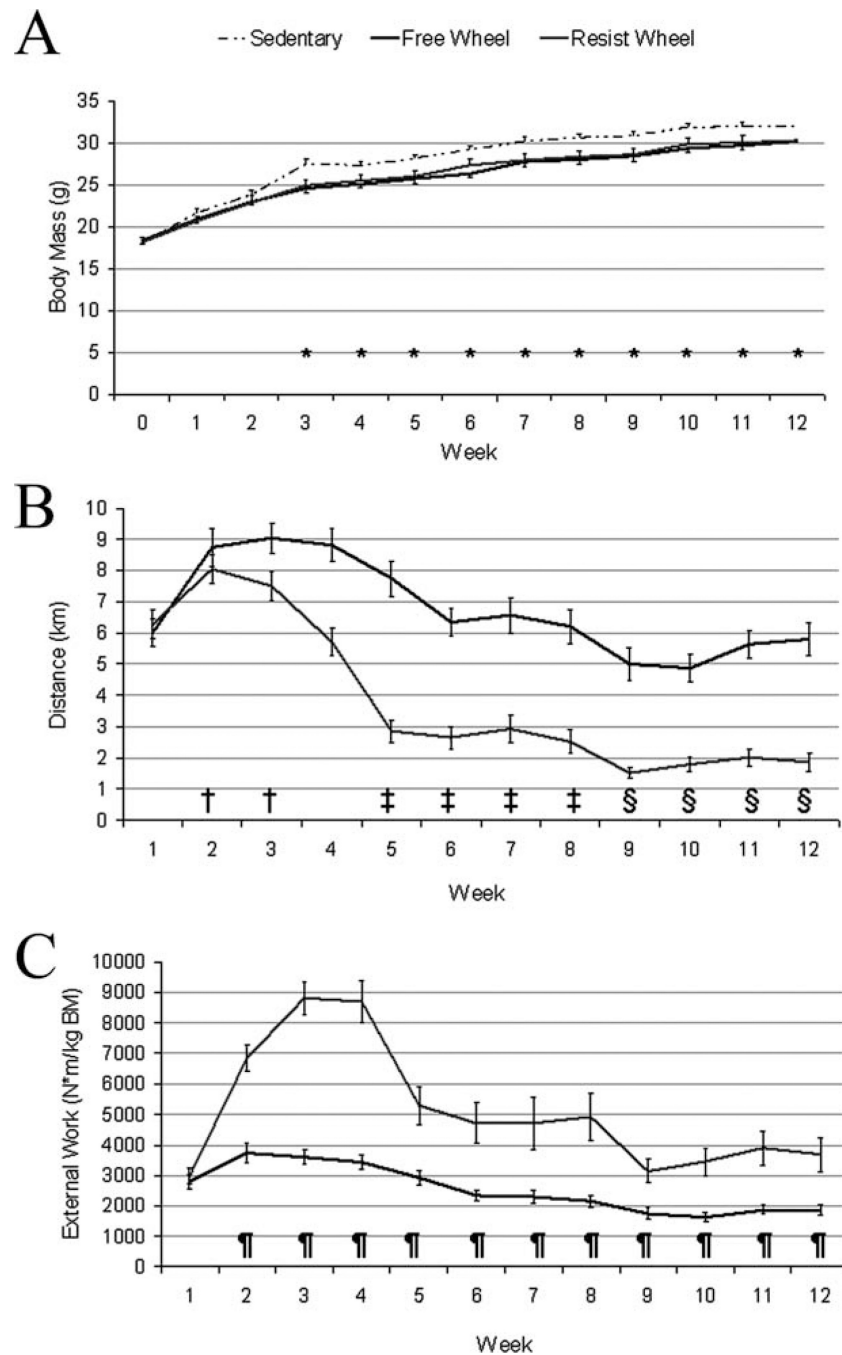 A
Sedentary Free Wheel Resist Wheel
35
30
25
20
15
10
5
0
Body Mass (g)
* * * * * * * * * *
0 1 2 3 4 5 6 7 8 9 10 11 12
Week
B
10
9
8
7
6
5
4
3
2
1
0
Distance (km)
† † ‡ ‡ ‡ ‡ § § § §
1 2 3 4 5 6 7 8 9 10 11 12
Week
C
10000
9000
8000
7000
6000
5000
4000
3000
2000
1000
0
External Work (N*m/kg BM)
¶ ¶ ¶ ¶ ¶ ¶ ¶ ¶ ¶ ¶ ¶
1 2 3 4 5 6 7 8 9 10 11 12
Week